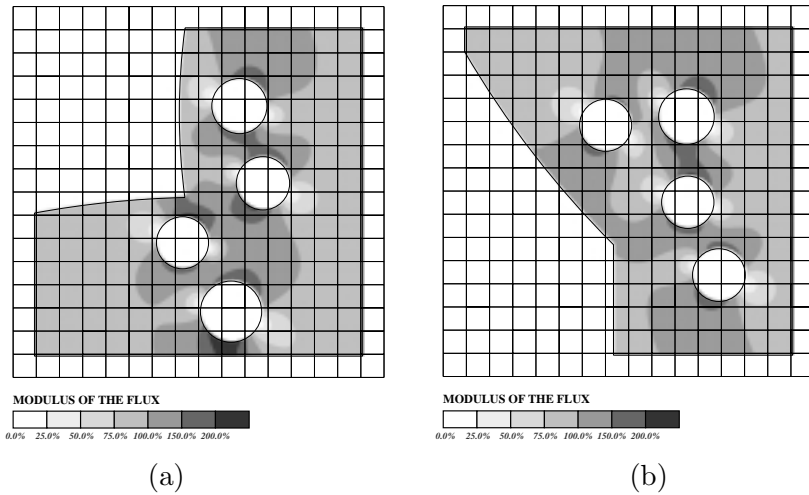 MODULUS OF THE FLUX
0.0% 25.0% 50.0% 75.0% 100.0% 150.0% 200.0%
(a)
MODULUS OF THE FLUX
0.0% 25.0% 50.0% 75.0% 100.0% 150.0% 200.0%
(b)